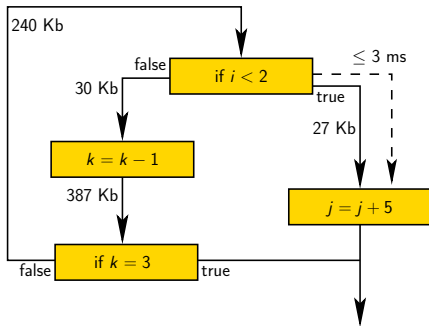 240 Kb
≤ 3 ms
false
if i < 2
30 Kb
true
27 Kb
k = k − 1
387 Kb
j = j + 5
if k = 3
false
true